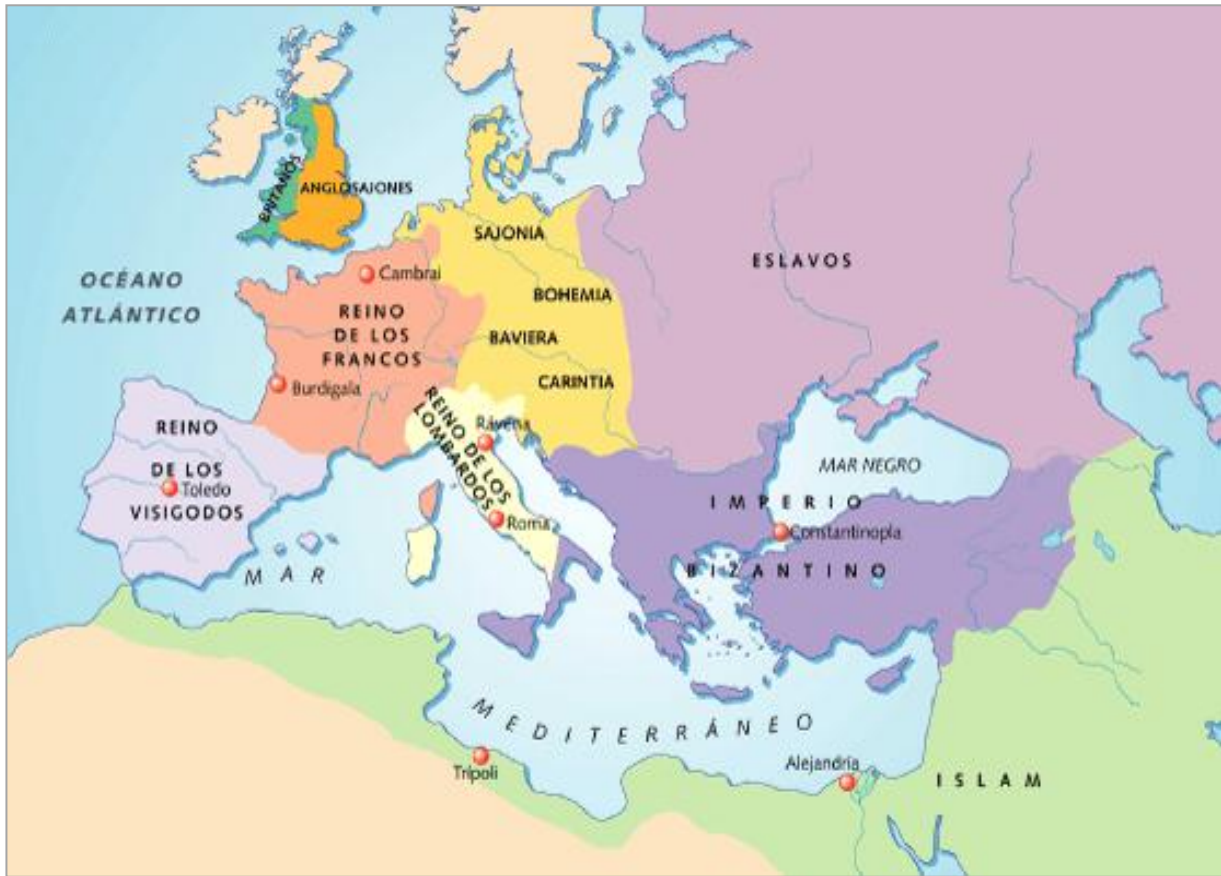 BRITANOS
ANGLOSAJONES
SAJONIA
ESLAVOS
OCÉANO
ATLÁNTICO
Cambrai
BOHEMIA
REINO
DE LOS
FRANCOS
BAVIERA
CARINTIA
Burdigala
REINO DE LOS
LOMBARDOS
Rávena
REINO
DE LOS
Toledo
VISIGODOS
Roma
MAR NEGRO
IMPERIO
Constantinopla
BIZANTINO
MAR
MEDITERRÁNEO
Trípoli
Alejandría
ISLAM